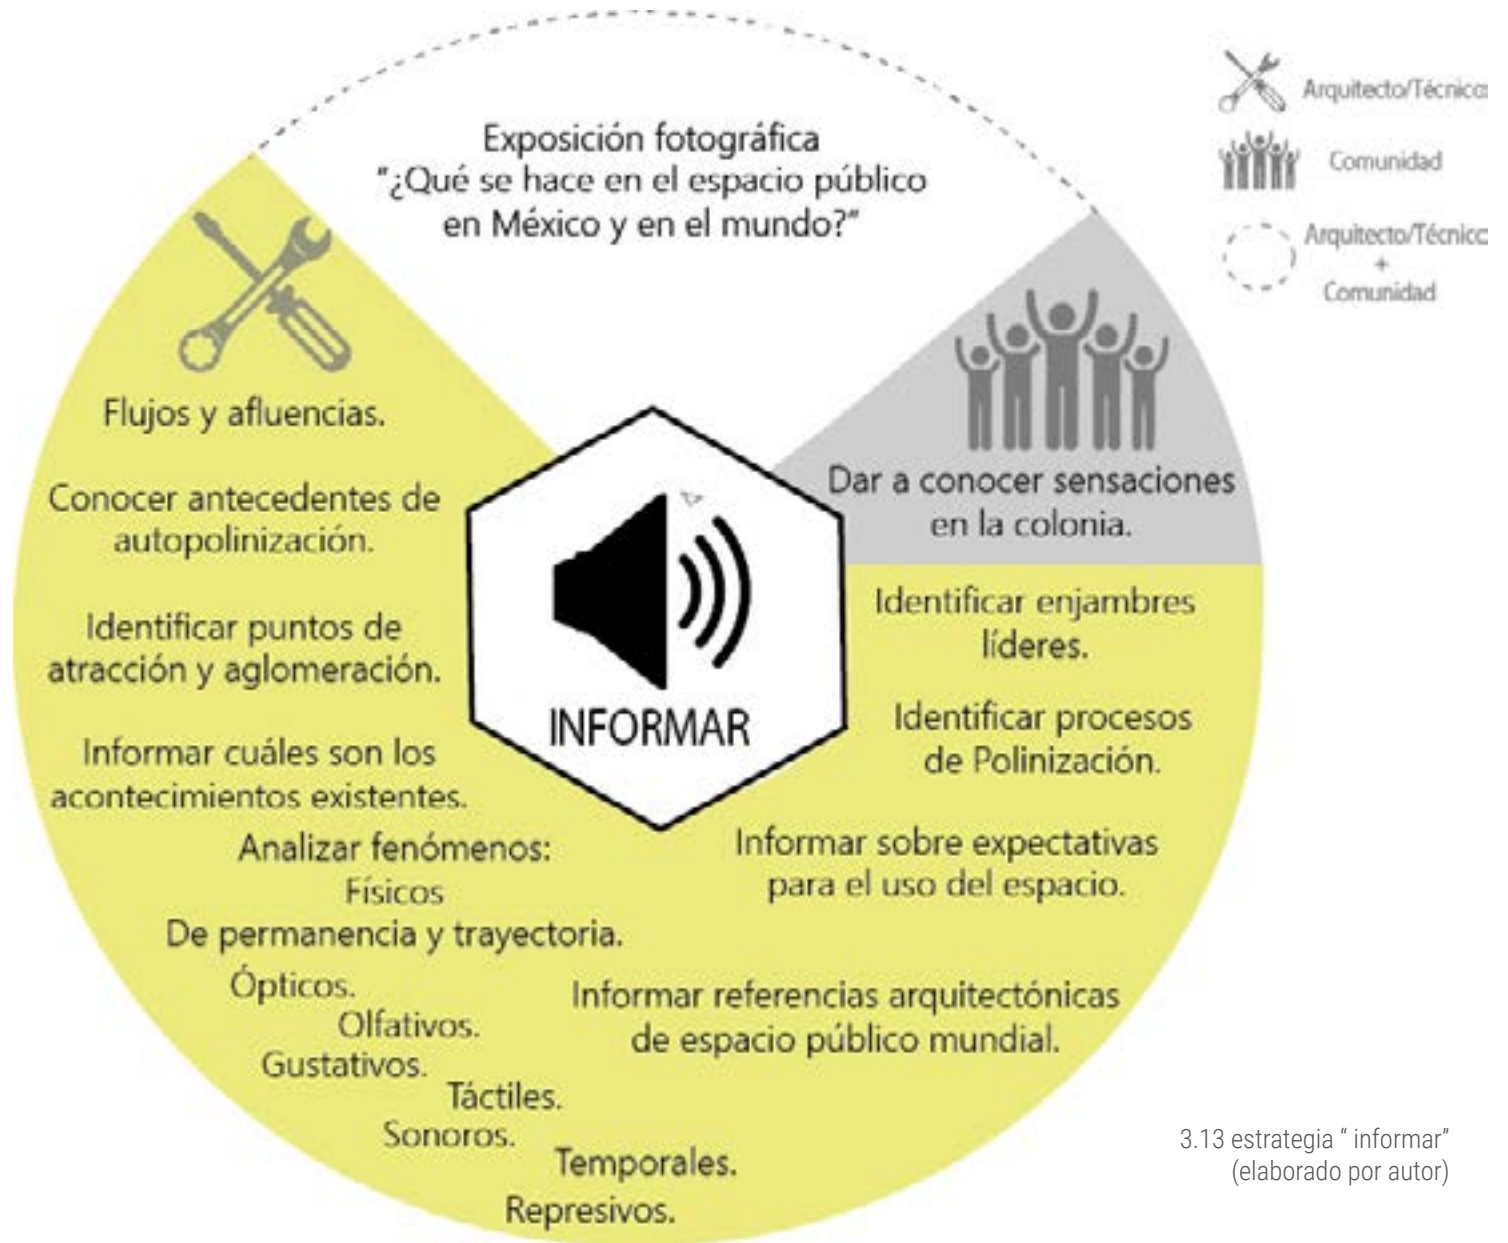 Exposición fotográfica
"¿Qué se hace en el espacio público
en México y en el mundo?"
Arquitecto/Técnicos
Comunidad
Arquitecto/Técnico
+
Comunidad
Flujos y afluencias.
Conocer antecedentes de
autopolinización.
Identificar puntos de
atracción y aglomeración.
Informar cuáles son los
acontecimientos existentes.
Analizar fenómenos:
Físicos
De permanencia y trayectoria.
Ópticos.
Olfativos.
Gustativos.
Táctiles.
Sonoros.
Temporales.
Represivos.
INFORMAR
Dar a conocer sensaciones
en la colonia.
Identificar enjambres
líderes.
Identificar procesos
de Polinización.
Informar sobre expectativas
para el uso del espacio.
Informar referencias arquitectónicas
de espacio público mundial.
3.13 estrategia " informar"
(elaborado por autor)